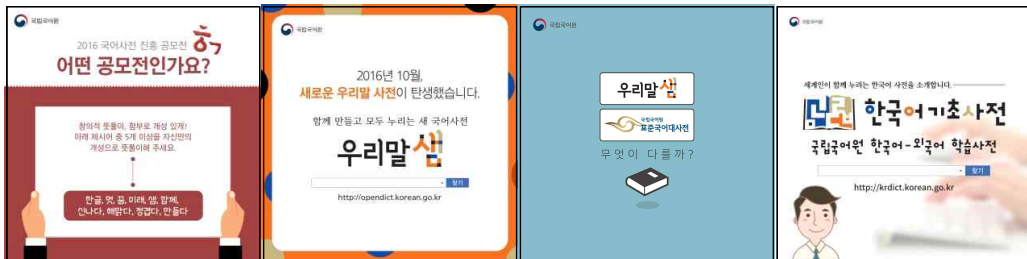 국립국어원
2016 국어사전 진흥 공모전
어떤 공모전인가요?
창의적 뜻풀이, 함부로 개성 있게!
아래 제시어 중 5개 이상을 자신만의
개성으로 뜻풀이해 주세요.
한글, 멋, 꿈, 미래, 샘, 함께,
신나다, 해맑다, 정겹다, 만들다
국립국어원
2016년 10월,
새로운 우리말 사전이 탄생했습니다.
함께 만들고 모두 누리는 새 국어사전
우리말샘
찾기
http://opendict.korean.go.kr
국립국어원
우리말샘
국립국어원
표준국어대사전
무엇이 다를까?
국립국어원
세계인이 함께 누리는 한국어 사전을 소개합니다.
한국어기초사전
국립국어원 한국어-외국어 학습사전
찾기
http://krdict.korean.go.kr